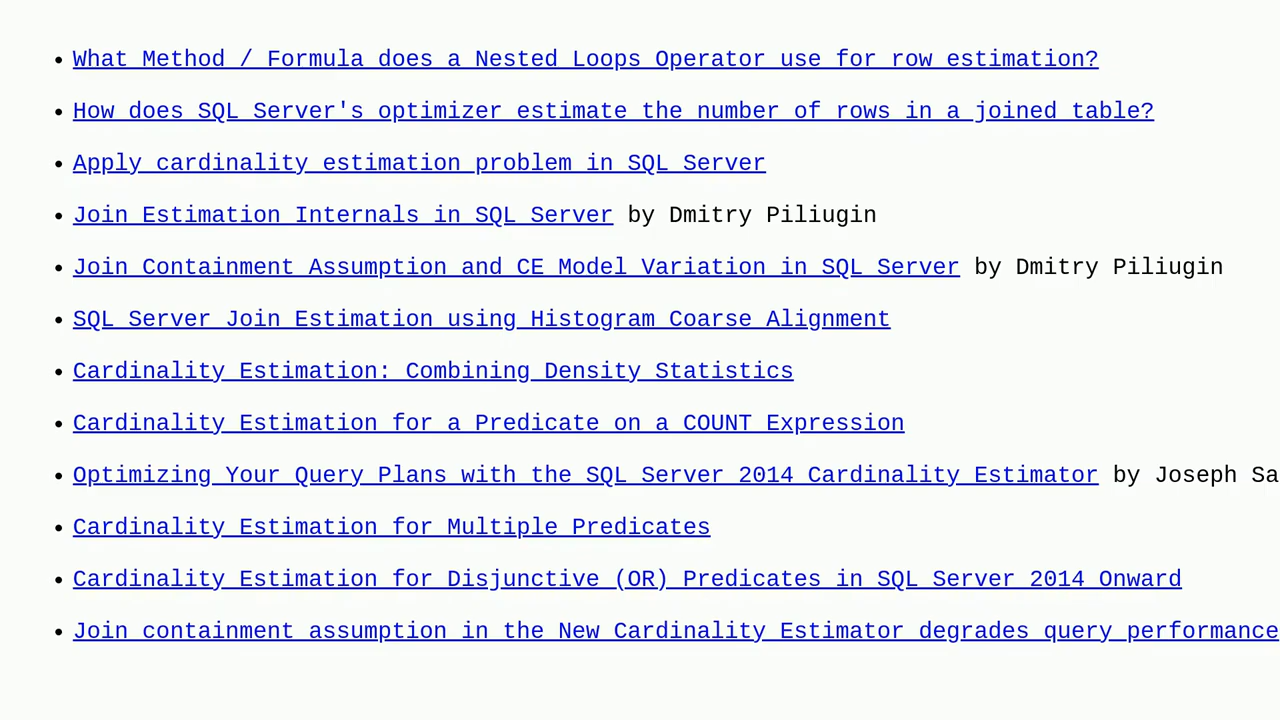 • What Method / Formula does a Nested Loops Operator use for row estimation?
• How does SQL Server's optimizer estimate the number of rows in a joined table?
• Apply cardinality estimation problem in SQL Server
• Join Estimation Internals in SQL Server by Dmitry Piliugin
• Join Containment Assumption and CE Model Variation in SQL Server by Dmitry Piliugin
• SQL Server Join Estimation using Histogram Coarse Alignment
• Cardinality Estimation: Combining Density Statistics
• Cardinality Estimation for a Predicate on a COUNT Expression
• Optimizing Your Query Plans with the SQL Server 2014 Cardinality Estimator by Joseph
• Cardinality Estimation for Multiple Predicates
• Cardinality Estimation for Disjunctive (OR) Predicates in SQL Server 2014 Onward
• Join containment assumption in the New Cardinality Estimator degrades query performance